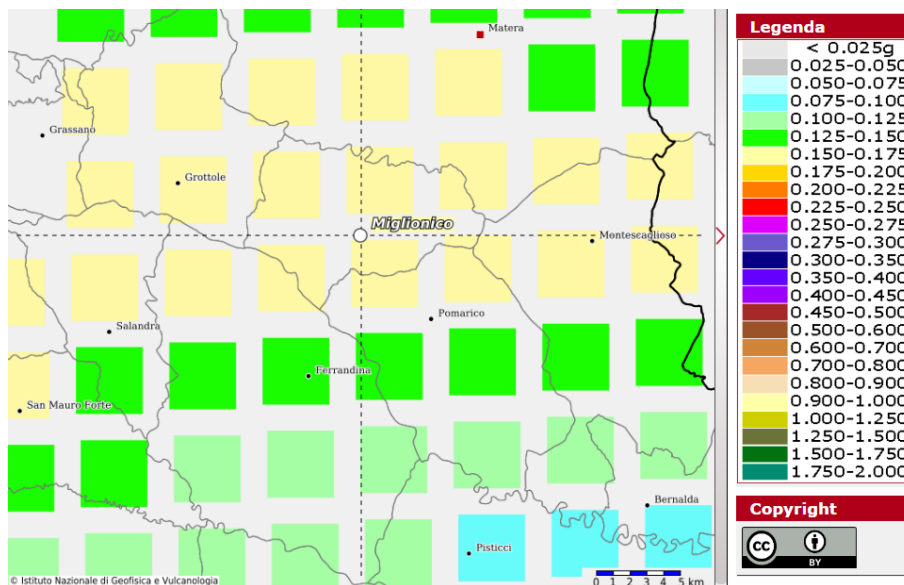 Matera
Grassano
Grottole
Miglionico
Montescaglioso
Pomarico
Salandra
Ferrandina
San Mauro Forte
Bernalda
Pisticci
© Istituto Nazionale di Geofisica e Vulcanologia
0 1 2 3 4 5 km
Legenda
< 0.025g
0.025-0.050
0.050-0.075
0.075-0.100
0.100-0.125
0.125-0.150
0.150-0.175
0.175-0.200
0.200-0.225
0.225-0.250
0.250-0.275
0.275-0.300
0.300-0.350
0.350-0.400
0.400-0.450
0.450-0.500
0.500-0.600
0.600-0.700
0.700-0.800
0.800-0.900
0.900-1.000
1.000-1.250
1.250-1.500
1.500-1.750
1.750-2.000
Copyright
cc
BY